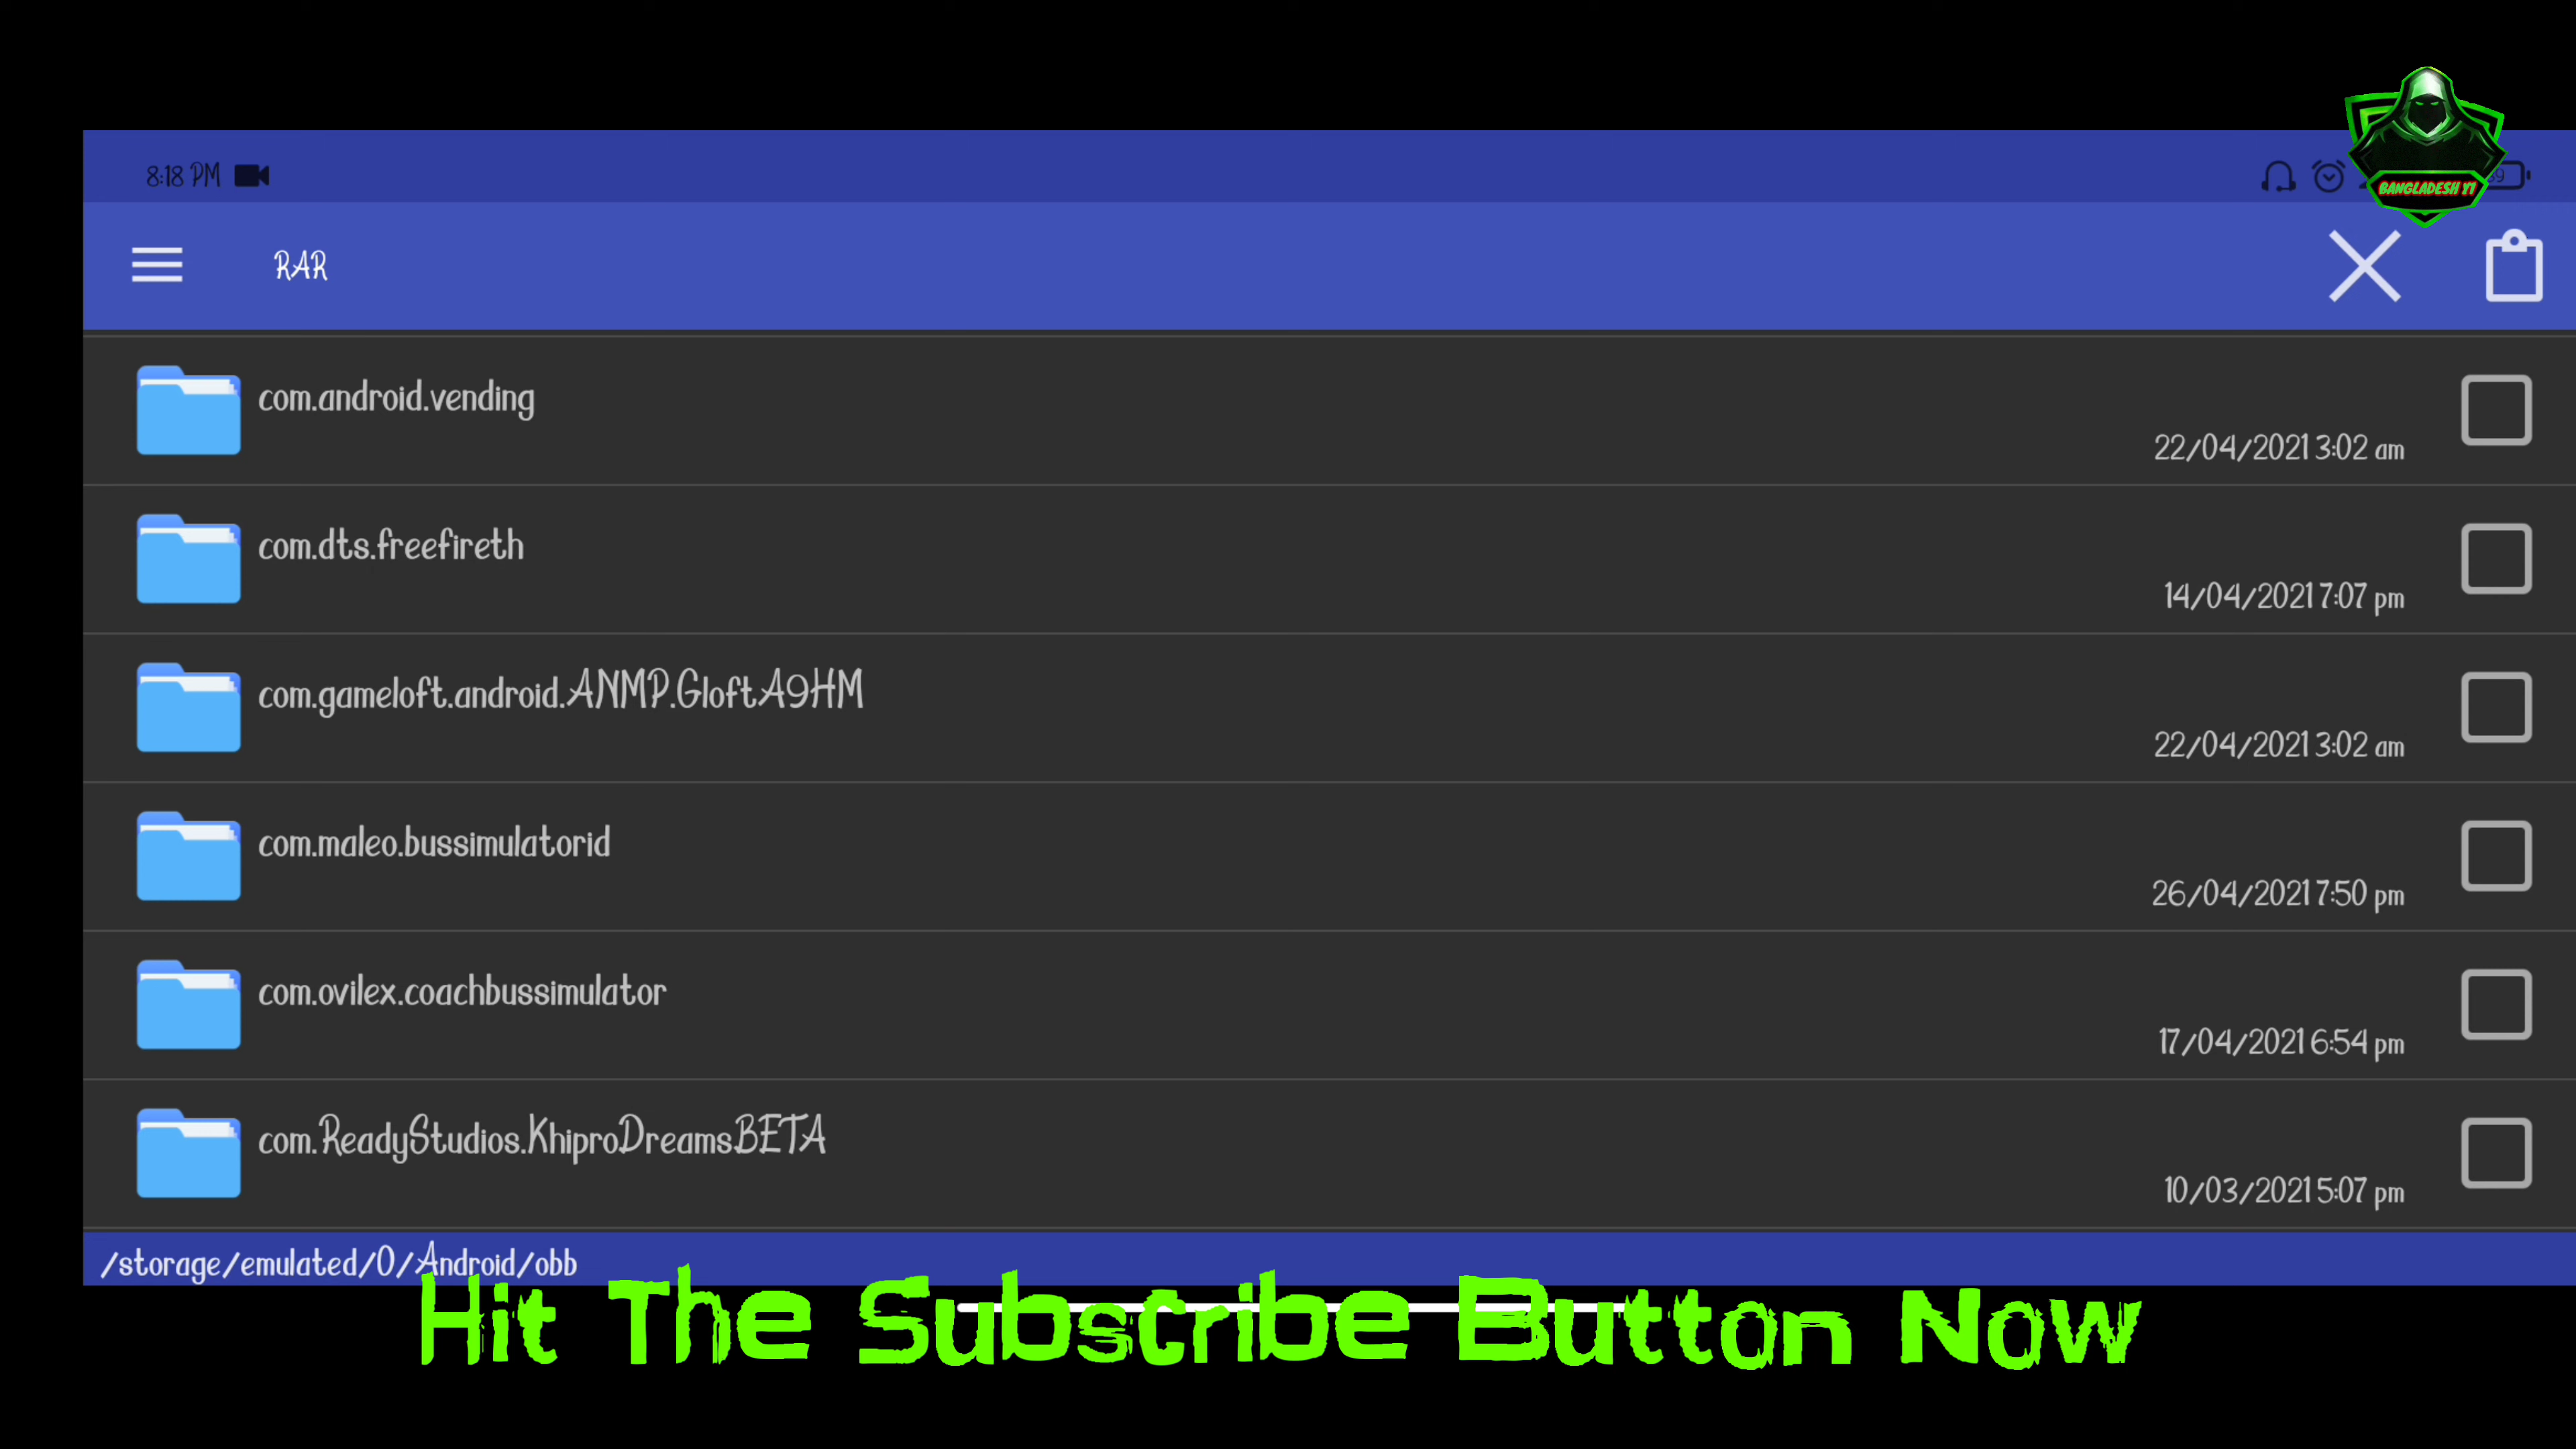 8:18 PM
BANGLADESH YT
RAR
com.android.vending
22/04/2021 3:02 am
com.dts.freefireth
14/04/2021 7:07 pm
com.gameloft.android.ANMP.GloftA9HM
22/04/2021 3:02 am
com.maleo.bussimulatorid
26/04/2021 7:50 pm
com.ovilex.coachbussimulator
17/04/2021 6:54 pm
com.ReadyStudios.KhiproDreamsBETA
10/03/2021 5:07 pm
/storage/emulated/0/Android/obb
Hit The Subscribe Button Now